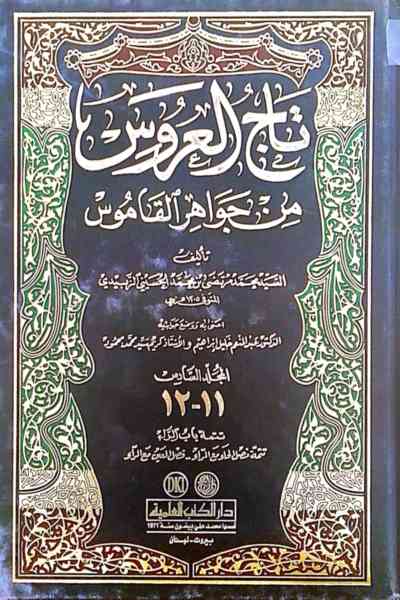 تاج العروس
من جواهر القاموس
تأليف
السيد محمد مرتضى بن محمد الحسيني الزبيدي
المتوفى ١٢٠٥ هجري
اعتنى به ووضع حواشيه
الدكتور عبد المنعم خليل إبراهيم والأستاذ كريم سيد محمد محمود
المجلد السادس
١١-١٢
تتمة باب الراء
تتمة فصل الحاء مع الراء - فصل العين مع الراء
DKI
دار الكتب العلمية
أسسها محمد علي بيضون سنة 1971
بيروت - لبنان